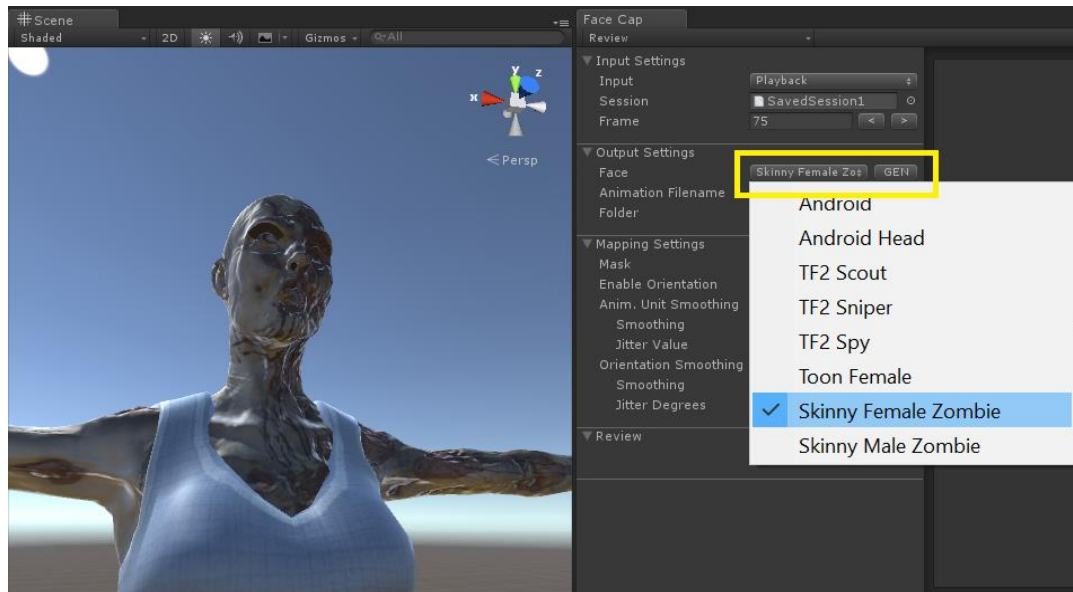 Scene
Shaded 2D Gizmos All
y z
x
Persp
Face Cap
Review
Input Settings
Input Playback
Session SavedSession1
Frame 75 < >
Output Settings
Face Skinny Female Zo GEN
Animation Filename
Folder
Mapping Settings
Mask
Enable Orientation
Anim. Unit Smoothing
Smoothing
Jitter Value
Orientation Smoothing
Smoothing
Jitter Degrees
Review
Android
Android Head
TF2 Scout
TF2 Sniper
TF2 Spy
Toon Female
Skinny Female Zombie
Skinny Male Zombie